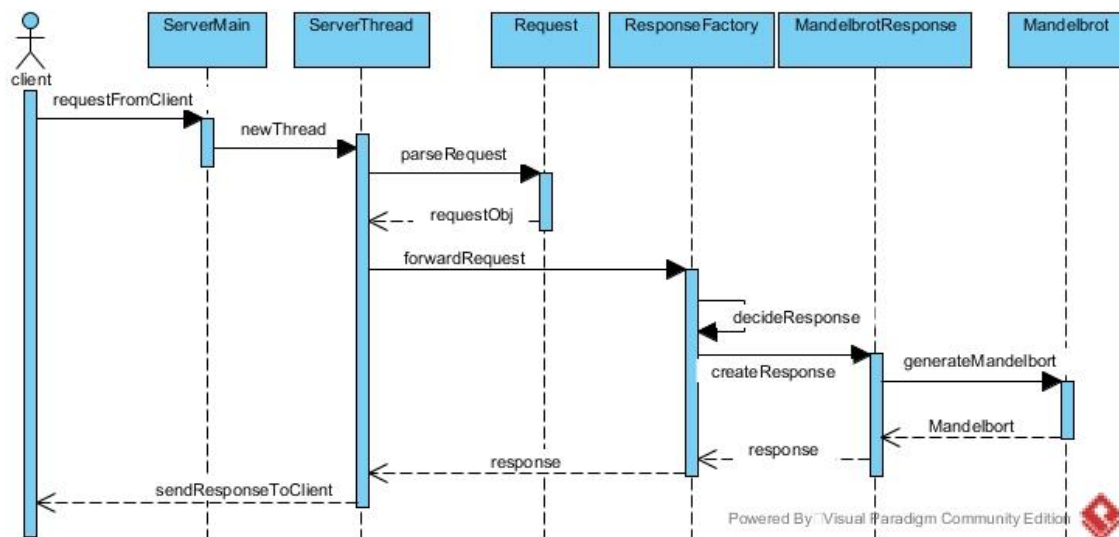 ServerMain
ServerThread
Request
ResponseFactory
MandelbrotResponse
Mandelbrot
client
requestFromClient
newThread
parseRequest
requestObj
forwardRequest
decideResponse
createResponse
generateMandelbort
Mandelbort
response
response
sendResponseToClient
Powered By Visual Paradigm Community Edition